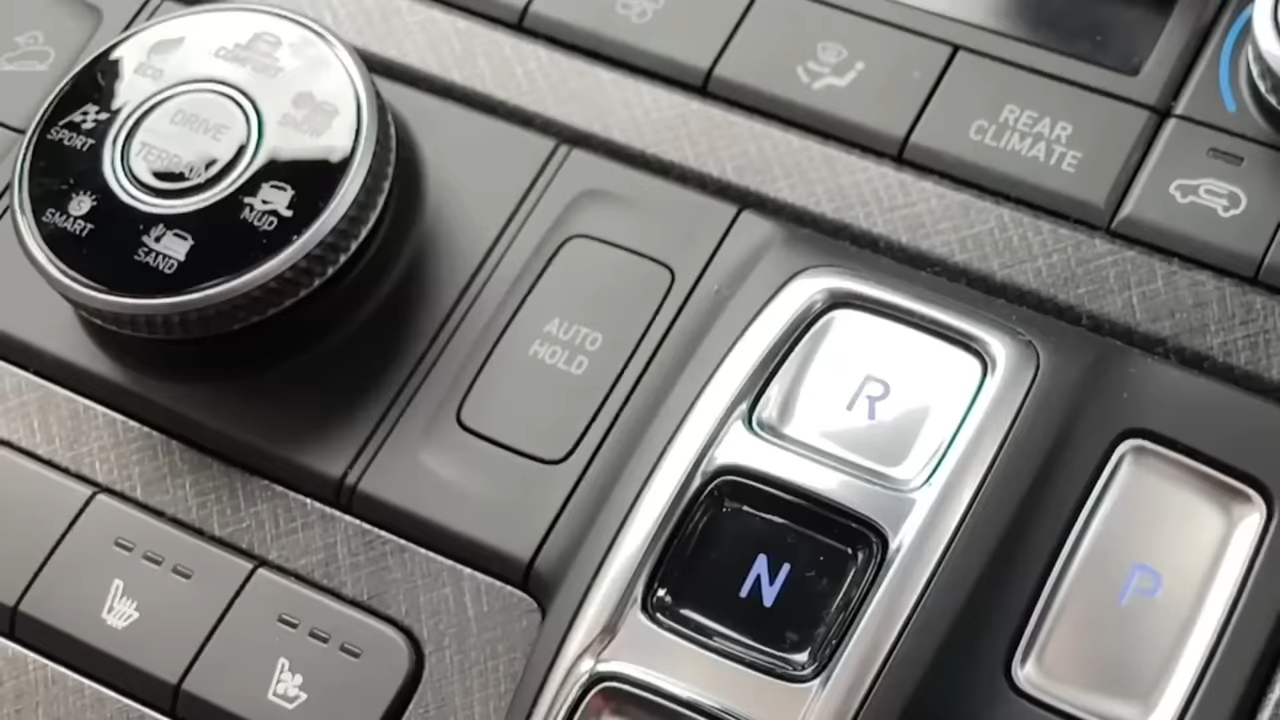 ECO
COMFORT
SNOW
MUD
SAND
SMART
SPORT
DRIVE
TERRAIN
AUTO
HOLD
REAR
CLIMATE
R
N
P